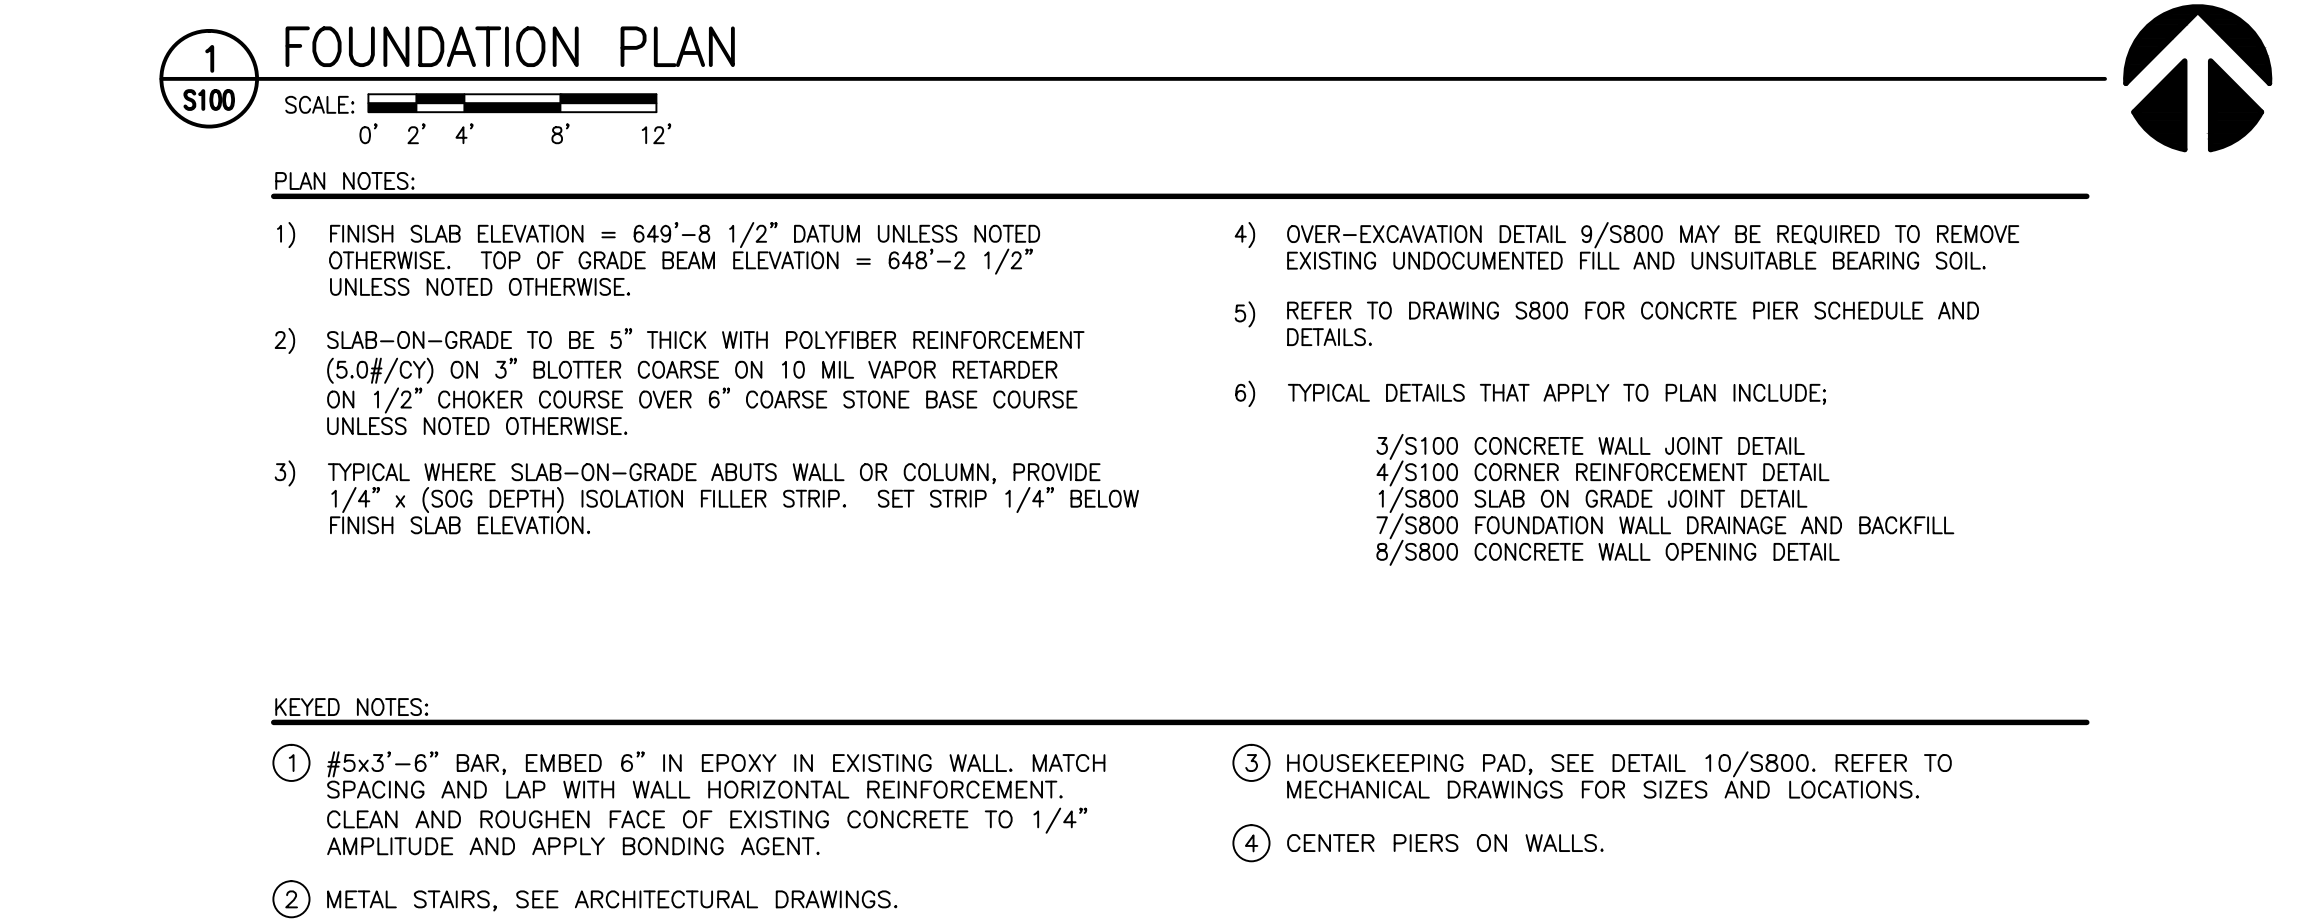 1
S100
FOUNDATION PLAN
SCALE:
0' 2' 4' 8' 12'
PLAN NOTES:
1) FINISH SLAB ELEVATION = 649'-8 1/2" DATUM UNLESS NOTED
OTHERWISE. TOP OF GRADE BEAM ELEVATION = 648'-2 1/2"
UNLESS NOTED OTHERWISE.
2) SLAB-ON-GRADE TO BE 5" THICK WITH POLYFIBER REINFORCEMENT
(5.0#/CY) ON 3" BLOTTER COARSE ON 10 MIL VAPOR RETARDER
ON 1/2" CHOKER COURSE OVER 6" COARSE STONE BASE COURSE
UNLESS NOTED OTHERWISE.
3) TYPICAL WHERE SLAB-ON-GRADE ABUTS WALL OR COLUMN, PROVIDE
1/4" x (SOG DEPTH) ISOLATION FILLER STRIP. SET STRIP 1/4" BELOW
FINISH SLAB ELEVATION.
4) OVER-EXCAVATION DETAIL 9/S800 MAY BE REQUIRED TO REMOVE
EXISTING UNDOCUMENTED FILL AND UNSUITABLE BEARING SOIL.
5) REFER TO DRAWING S800 FOR CONCRTE PIER SCHEDULE AND
DETAILS.
6) TYPICAL DETAILS THAT APPLY TO PLAN INCLUDE;
3/S100 CONCRETE WALL JOINT DETAIL
4/S100 CORNER REINFORCEMENT DETAIL
1/S800 SLAB ON GRADE JOINT DETAIL
7/S800 FOUNDATION WALL DRAINAGE AND BACKFILL
8/S800 CONCRETE WALL OPENING DETAIL
KEYED NOTES:
1 #5x3'-6" BAR, EMBED 6" IN EPOXY IN EXISTING WALL. MATCH
SPACING AND LAP WITH WALL HORIZONTAL REINFORCEMENT.
CLEAN AND ROUGHEN FACE OF EXISTING CONCRETE TO 1/4"
AMPLITUDE AND APPLY BONDING AGENT.
2 METAL STAIRS, SEE ARCHITECTURAL DRAWINGS.
3 HOUSEKEEPING PAD, SEE DETAIL 10/S800. REFER TO
MECHANICAL DRAWINGS FOR SIZES AND LOCATIONS.
4 CENTER PIERS ON WALLS.